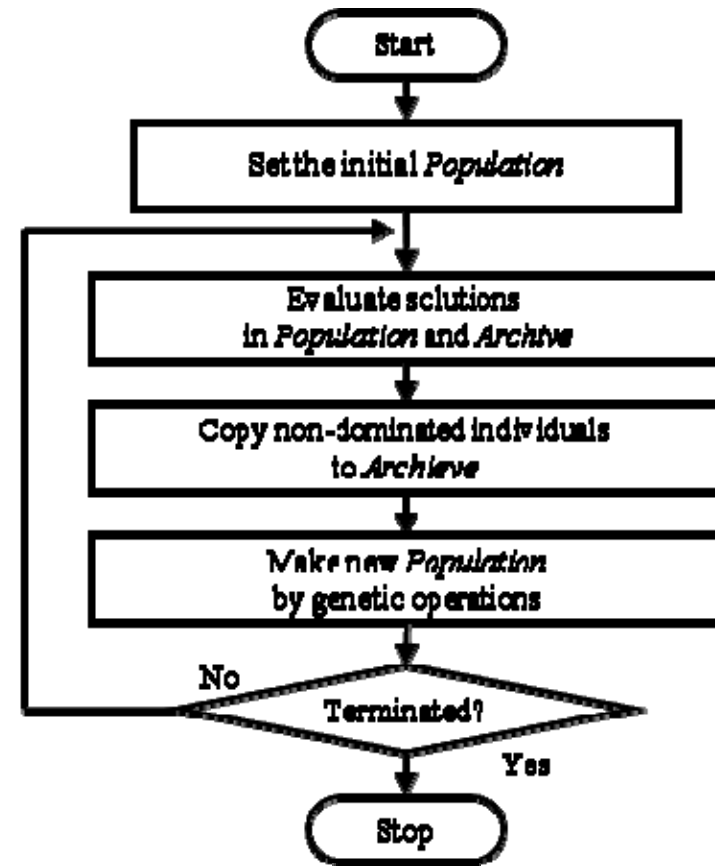 Start
Set the initial Population
Evaluate solutions
in Population and Archive
Copy non-dominated individuals
to Archieve
Make new Population
by genetic operations
No
Terminated?
Yes
Stop